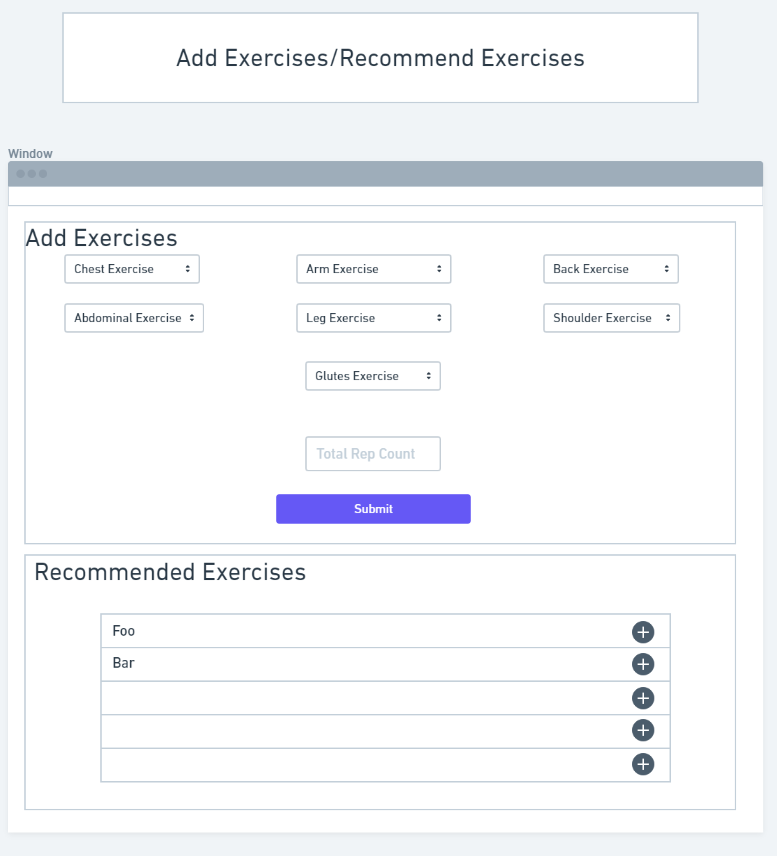 Add Exercises/Recommend Exercises
Window
Add Exercises
Chest Exercise
Arm Exercise
Back Exercise
Abdominal Exercise
Leg Exercise
Shoulder Exercise
Glutes Exercise
Total Rep Count
Submit
Recommended Exercises
Foo
Bar